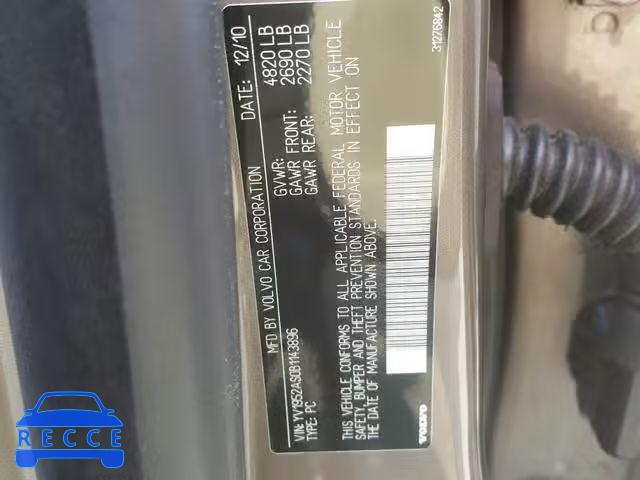 MFD BY VOLVO CAR CORPORATION DATE: 12/10
GVWR: 4820 LB
GAWR FRONT: 2690 LB
GAWR REAR: 2270 LB
VIN: YV1952AS0B1143896
TYPE: PC
THIS VEHICLE CONFORMS TO ALL APPLICABLE FEDERAL MOTOR VEHICLE
SAFETY, BUMPER AND THEFT PREVENTION STANDARDS IN EFFECT ON
THE DATE OF MANUFACTURE SHOWN ABOVE.
VOLVO
31276842
RECCE